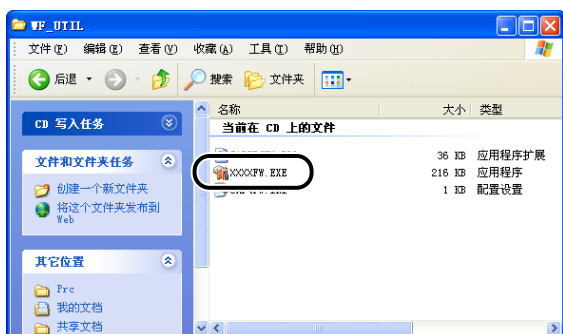 WF_UTIL
文件(F) 编辑(E) 查看(V) 收藏(A) 工具(T) 帮助(H)
后退 搜索 文件夹
CD 写入任务
文件和文件夹任务
创建一个新文件夹
将这个文件夹发布到
Web
其它位置
Prc
我的文档
共享文档
名称 大小 类型
当前在 CD 上的文件
36 KB 应用程序扩展
XXXXFW.EXE 216 KB 应用程序
1 KB 配置设置